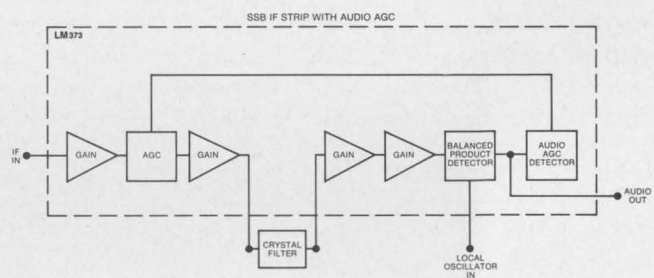 SSB IF STRIP WITH AUDIO AGC
LM373
IF
IN
GAIN
AGC
GAIN
GAIN
GAIN
BALANCED
PRODUCT
DETECTOR
AUDIO
AGC
DETECTOR
AUDIO
OUT
CRYSTAL
FILTER
LOCAL
OSCILLATOR
IN